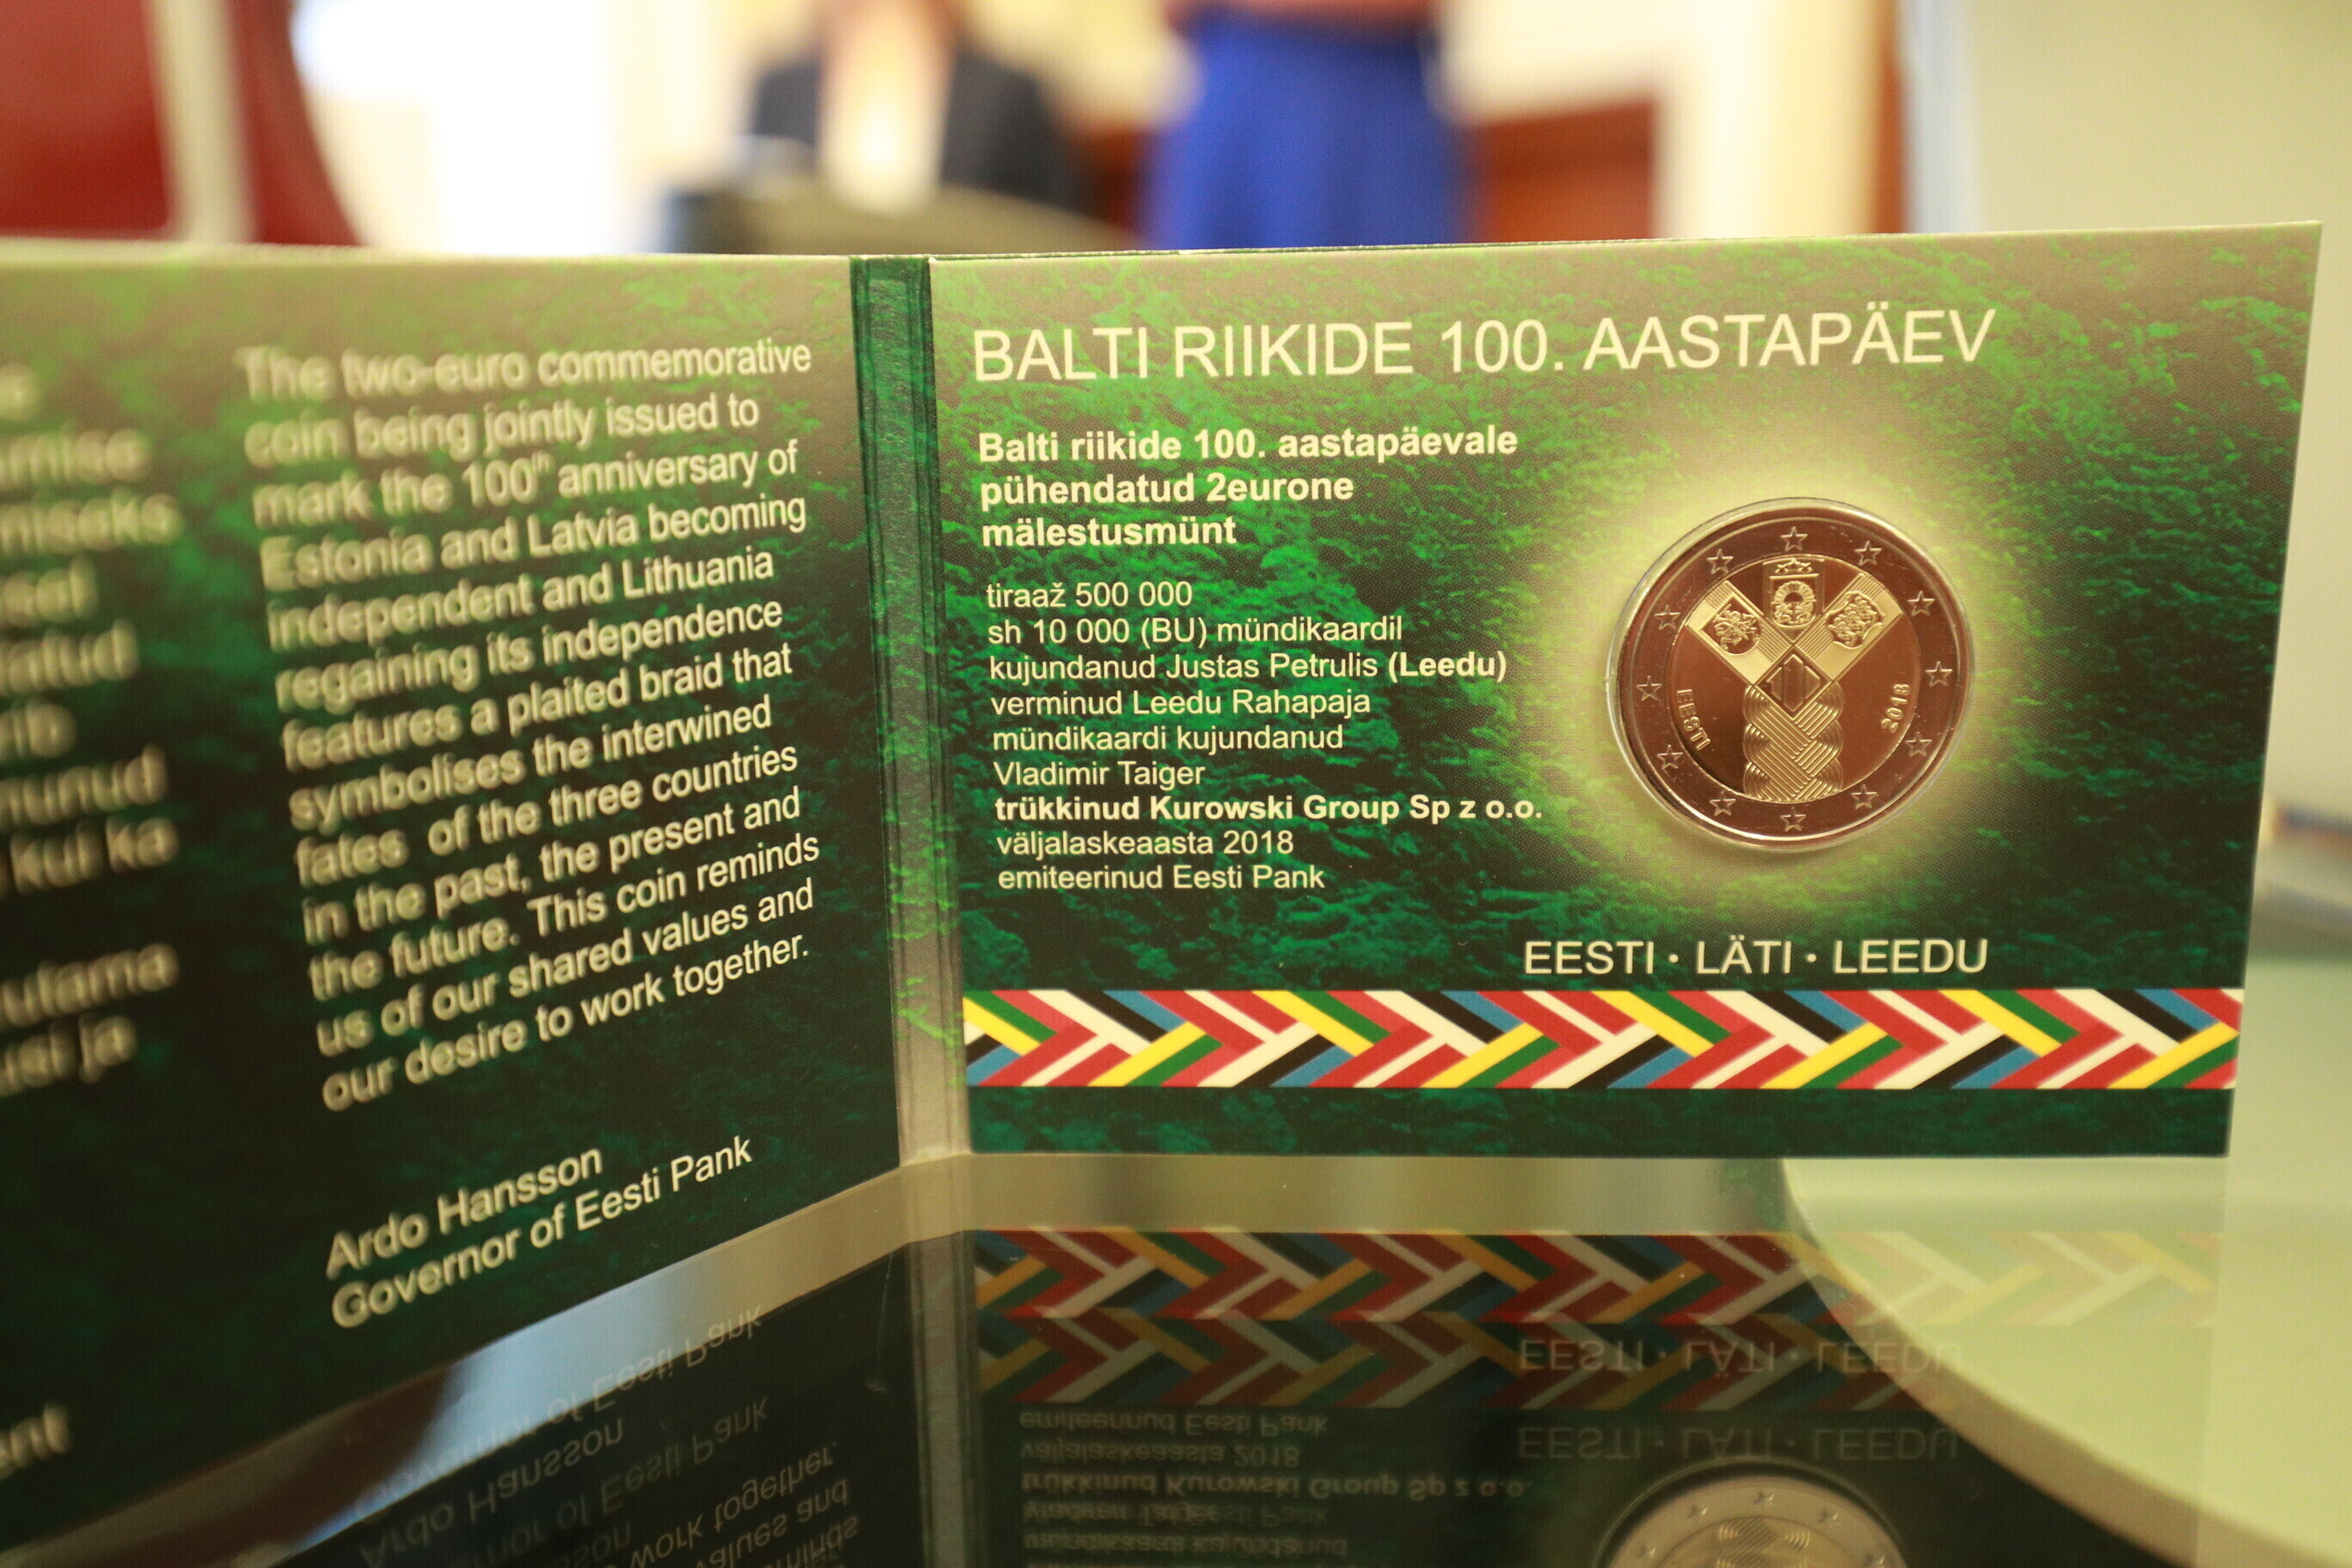 kui ka
The two-euro commemorative
coin being jointly issued to
mark the 100th anniversary of
Estonia and Latvia becoming
independent and Lithuania
regaining its independence
features a plaited braid that
symbolises the interwined
fates of the three countries
in the past, the present and
the future. This coin reminds
us of our shared values and
our desire to work together.
Ardo Hansson
Governor of Eesti Pank
BALTI RIIKIDE 100. AASTAPÄEV
Balti riikide 100. aastapäevale
pühendatud 2eurone
mälestusmünt
tiraaž 500 000
sh 10 000 (BU) mündikaardil
kujundanud Justas Petrulis (Leedu)
verminud Leedu Rahapaja
mündikaardi kujundanud
Vladimir Taiger
trükkinud Kurowski Group Sp z o.o.
väljalaskeaasta 2018
emiteerinud Eesti Pank
EESTI
2018
EESTI · LÄTI · LEEDU